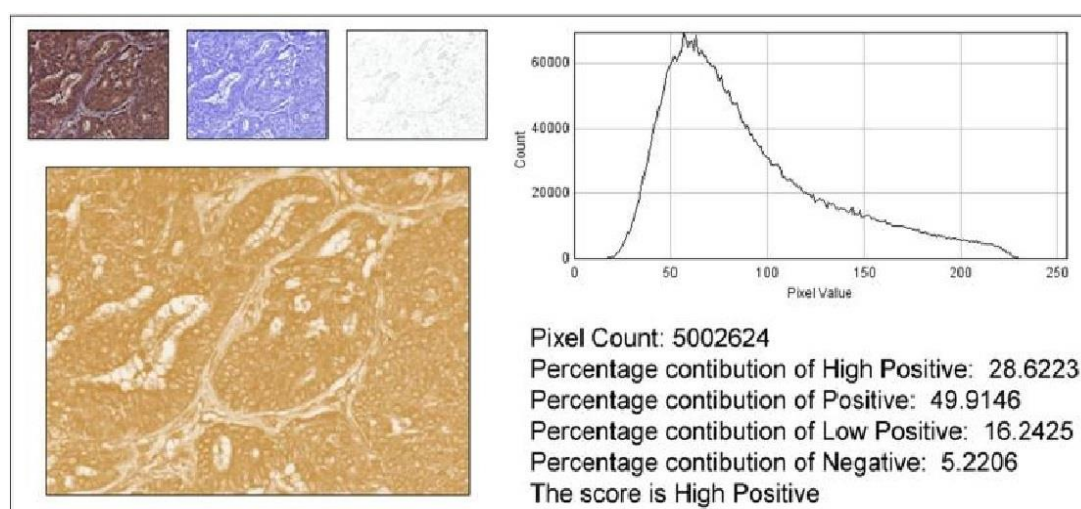 60000
40000
20000
0
Count
0 50 100 150 200 250
Pixel Value
Pixel Count: 5002624
Percentage contibution of High Positive: 28.6223
Percentage contibution of Positive: 49.9146
Percentage contibution of Low Positive: 16.2425
Percentage contibution of Negative: 5.2206
The score is High Positive